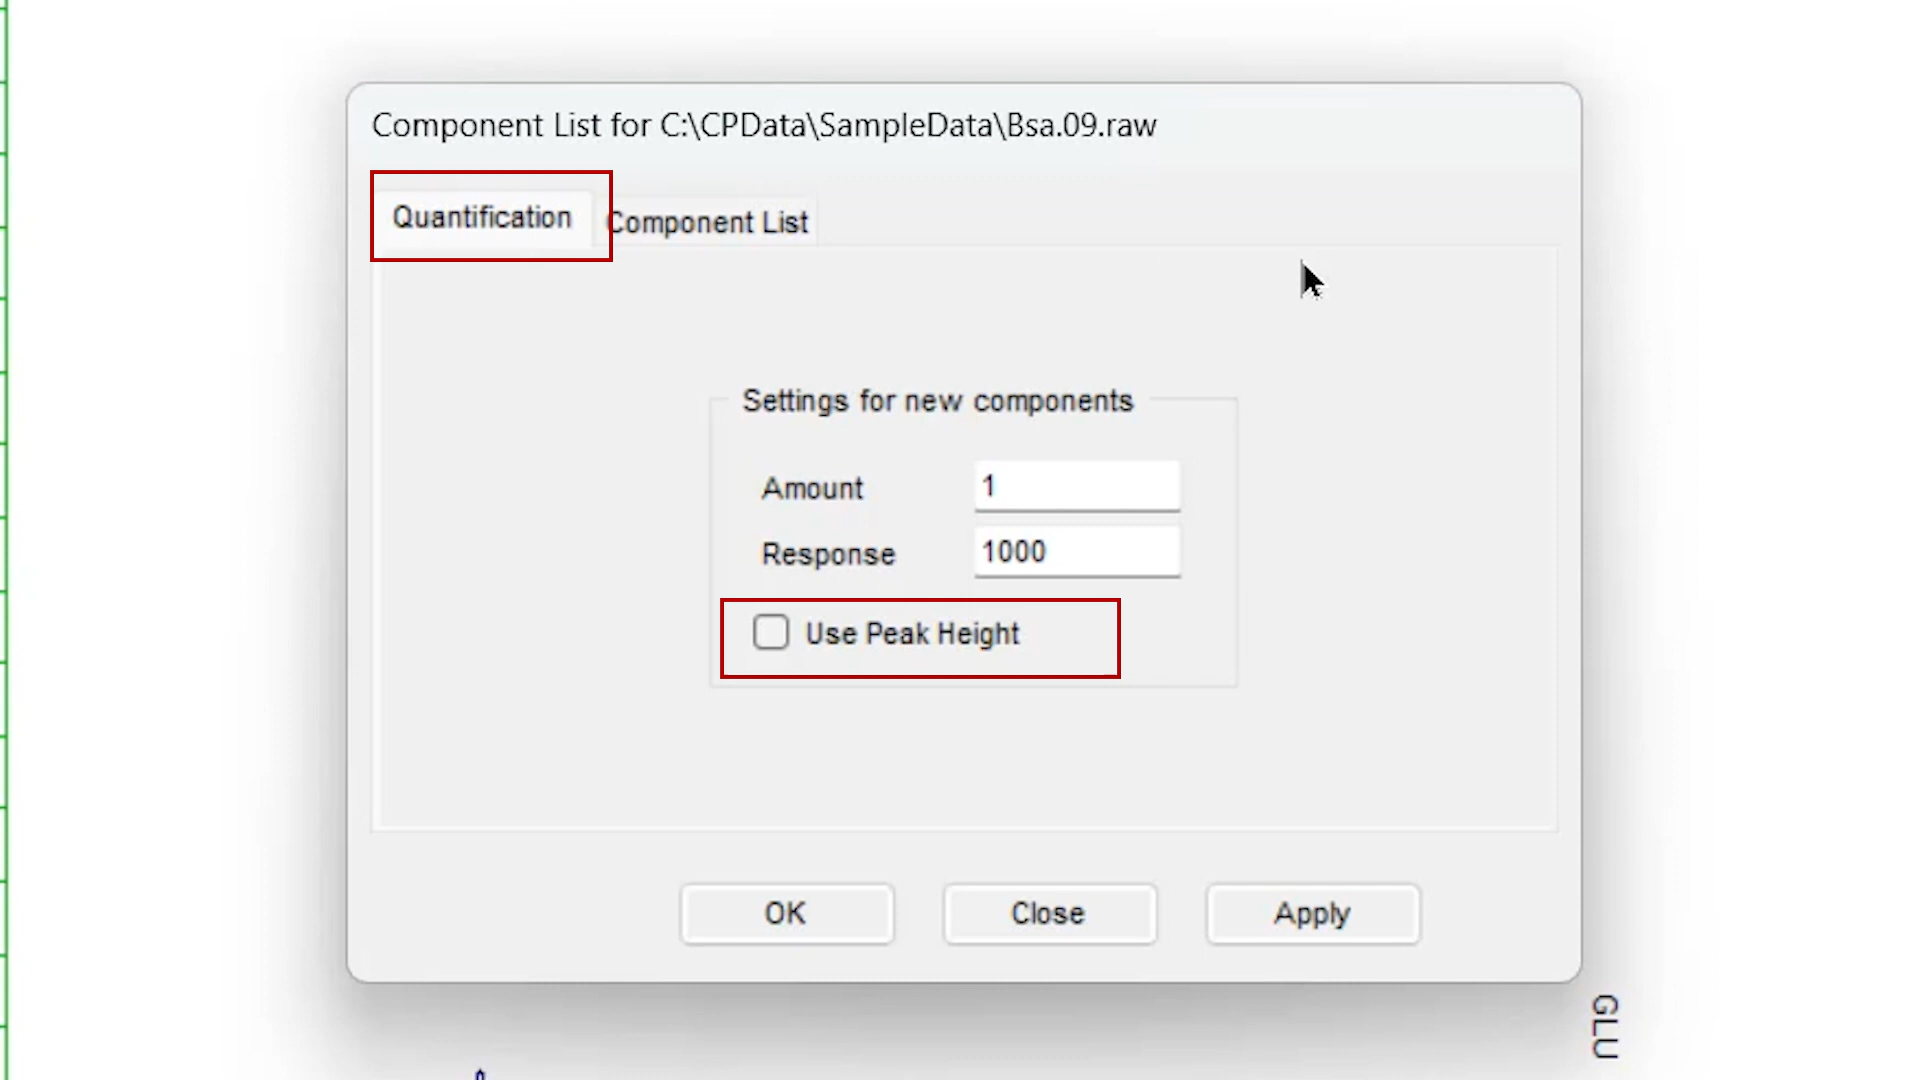 Component List for C:\CPData\SampleData\Bsa.09.raw
Quantification
Component List
Settings for new components
Amount
1
Response
1000
Use Peak Height
OK
Close
Apply
GLU